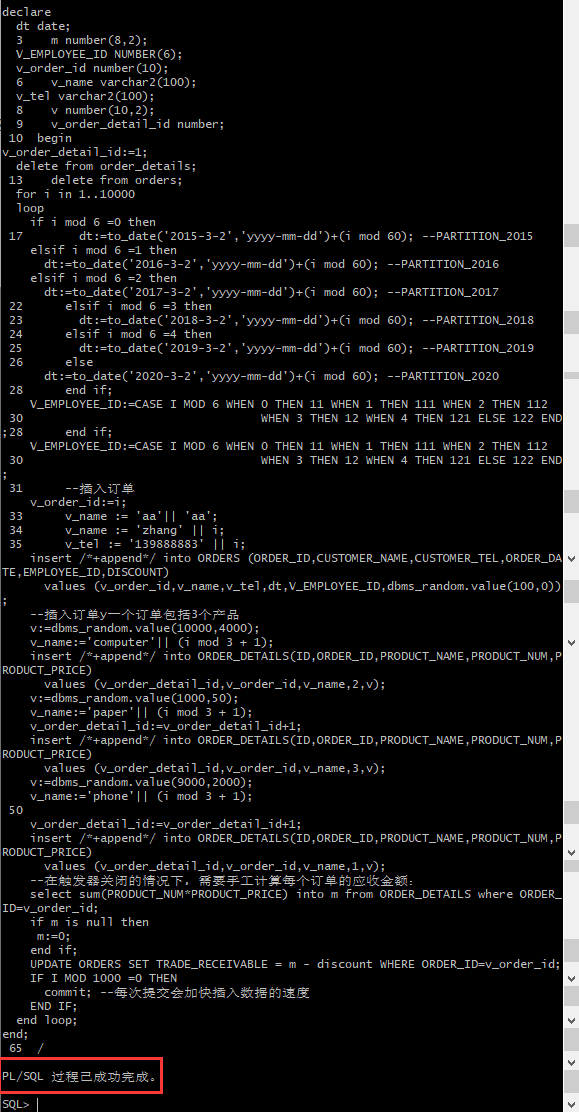 declare
  dt date;
  3    m number(8,2);
  V_EMPLOYEE_ID NUMBER(6);
  v_order_id number(10);
  6    v_name varchar2(100);
  v_tel varchar2(100);
  8    v number(10,2);
  9    v_order_detail_id number;
 10  begin
v_order_detail_id:=1;
  delete from order_details;
 13    delete from orders;
  for i in 1..10000
  loop
    if i mod 6 =0 then
 17        dt:=to_date('2015-3-2','yyyy-mm-dd')+(i mod 60); --PARTITION_2015
    elsif i mod 6 =1 then
      dt:=to_date('2016-3-2','yyyy-mm-dd')+(i mod 60); --PARTITION_2016
    elsif i mod 6 =2 then
      dt:=to_date('2017-3-2','yyyy-mm-dd')+(i mod 60); --PARTITION_2017
 22      elsif i mod 6 =3 then
 23        dt:=to_date('2018-3-2','yyyy-mm-dd')+(i mod 60); --PARTITION_2018
 24      elsif i mod 6 =4 then
 25        dt:=to_date('2019-3-2','yyyy-mm-dd')+(i mod 60); --PARTITION_2019
 26      else
      dt:=to_date('2020-3-2','yyyy-mm-dd')+(i mod 60); --PARTITION_2020
 28      end if;
    V_EMPLOYEE_ID:=CASE I MOD 6 WHEN 0 THEN 11 WHEN 1 THEN 111 WHEN 2 THEN 112
 30                                  WHEN 3 THEN 12 WHEN 4 THEN 121 ELSE 122 END
;28      end if;
    V_EMPLOYEE_ID:=CASE I MOD 6 WHEN 0 THEN 11 WHEN 1 THEN 111 WHEN 2 THEN 112
 30                                  WHEN 3 THEN 12 WHEN 4 THEN 121 ELSE 122 END
;
 31      --插入订单
    v_order_id:=i;
 33      v_name := 'aa'|| 'aa';
 34      v_name := 'zhang' || i;
 35      v_tel := '139888883' || i;
    insert /*+append*/ into ORDERS (ORDER_ID,CUSTOMER_NAME,CUSTOMER_TEL,ORDER_DA
TE,EMPLOYEE_ID,DISCOUNT)
      values (v_order_id,v_name,v_tel,dt,V_EMPLOYEE_ID,dbms_random.value(100,0))
;
    --插入订单y一个订单包括3个产品
    v:=dbms_random.value(10000,4000);
    v_name:='computer'|| (i mod 3 + 1);
    insert /*+append*/ into ORDER_DETAILS(ID,ORDER_ID,PRODUCT_NAME,PRODUCT_NUM,P
RODUCT_PRICE)
      values (v_order_detail_id,v_order_id,v_name,2,v);
    v:=dbms_random.value(1000,50);
    v_name:='paper'|| (i mod 3 + 1);
    v_order_detail_id:=v_order_detail_id+1;
    insert /*+append*/ into ORDER_DETAILS(ID,ORDER_ID,PRODUCT_NAME,PRODUCT_NUM,P
RODUCT_PRICE)
      values (v_order_detail_id,v_order_id,v_name,3,v);
    v:=dbms_random.value(9000,2000);
    v_name:='phone'|| (i mod 3 + 1);
 50
    v_order_detail_id:=v_order_detail_id+1;
    insert /*+append*/ into ORDER_DETAILS(ID,ORDER_ID,PRODUCT_NAME,PRODUCT_NUM,P
RODUCT_PRICE)
      values (v_order_detail_id,v_order_id,v_name,1,v);
    --在触发器关闭的情况下，需要手工计算每个订单的应收金额：
    select sum(PRODUCT_NUM*PRODUCT_PRICE) into m from ORDER_DETAILS where ORDER_
ID=v_order_id;
    if m is null then
     m:=0;
    end if;
    UPDATE ORDERS SET TRADE_RECEIVABLE = m - discount WHERE ORDER_ID=v_order_id;
    IF I MOD 1000 =0 THEN
      commit; --每次提交会加快插入数据的速度
    END IF;
  end loop;
end;
 65  /
PL/SQL 过程已成功完成。
SQL>